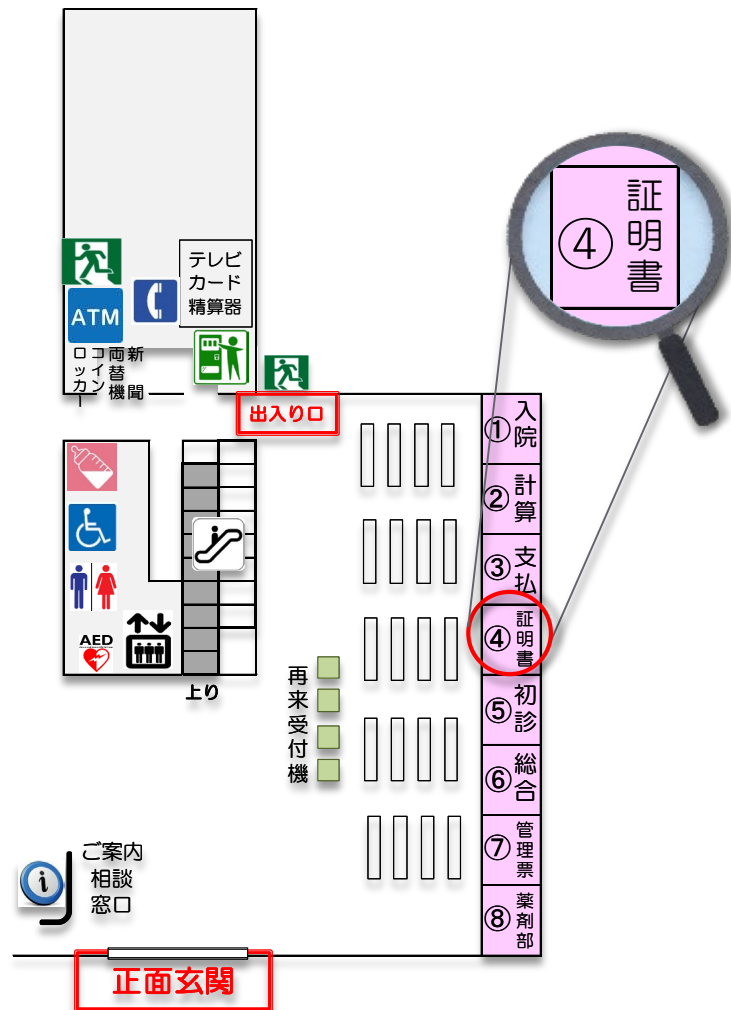 証明書
④
テレビ
カード
精算器
ATM
新聞
両替機
コインロッカー
出入り口
①入院
②計算
③支払
④証明書
⑤初診
⑥総合
⑦管理票
⑧薬剤部
AED
上り
再来受付機
ご案内
相談
窓口
i
正面玄関